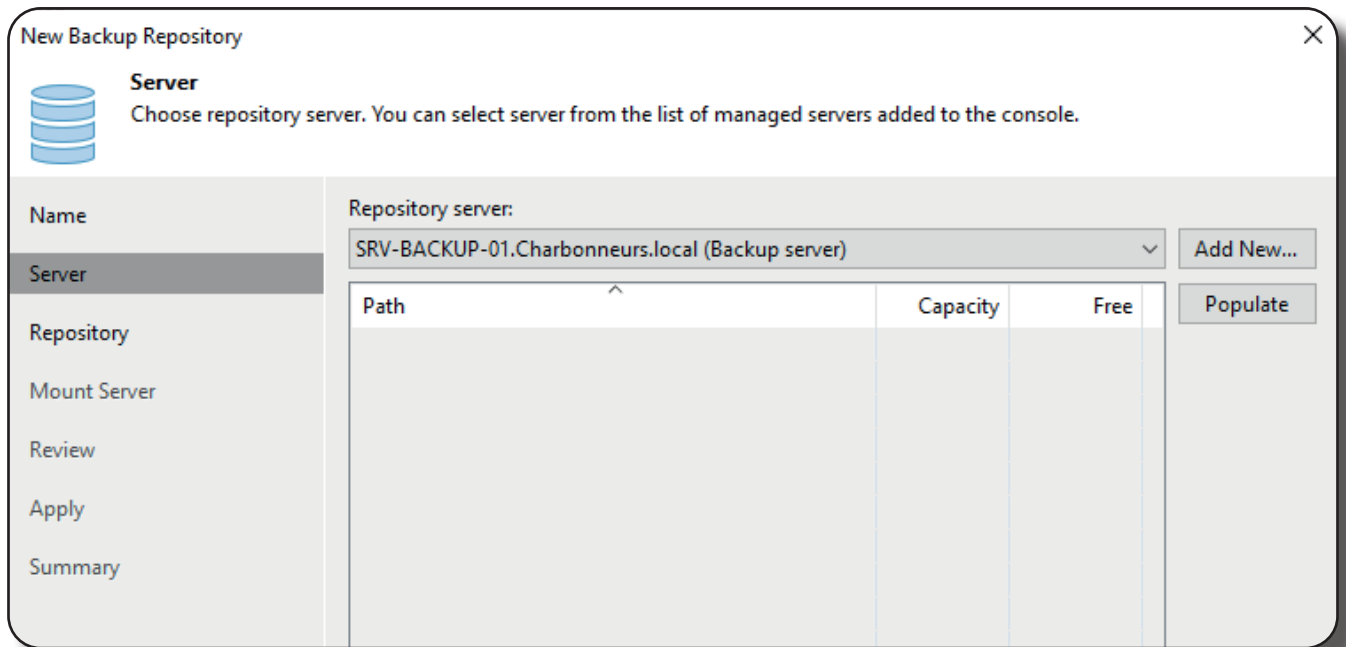 New Backup Repository
Server
Choose repository server. You can select server from the list of managed servers added to the console.
Name
Server
Repository
Mount Server
Review
Apply
Summary
Repository server:
SRV-BACKUP-01.Charbonneurs.local (Backup server)
Add New...
Path Capacity Free
Populate